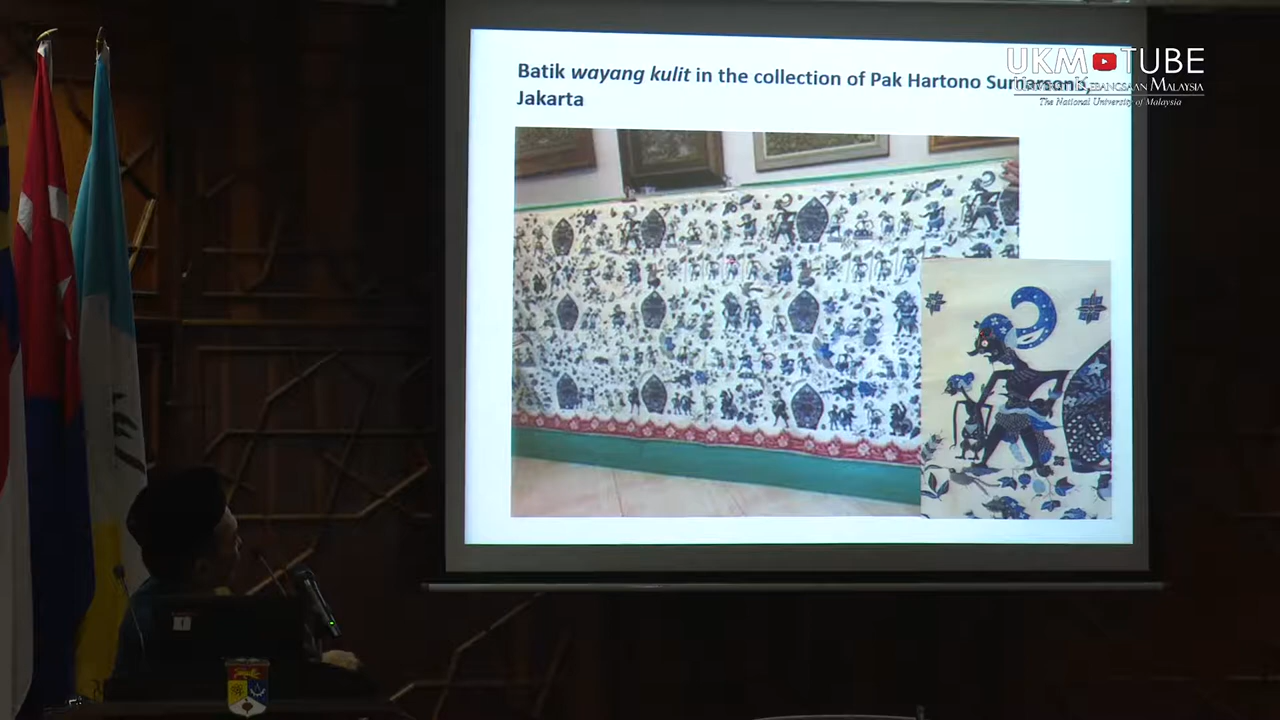 Batik wayang kulit in the collection of Pak Hartono
Jakarta
UKM TUBE
The National University of Malaysia